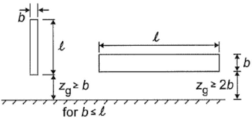 b
ℓ
z_g ≥ b
ℓ
b
z_g ≥ 2b
for b ≤ ℓ